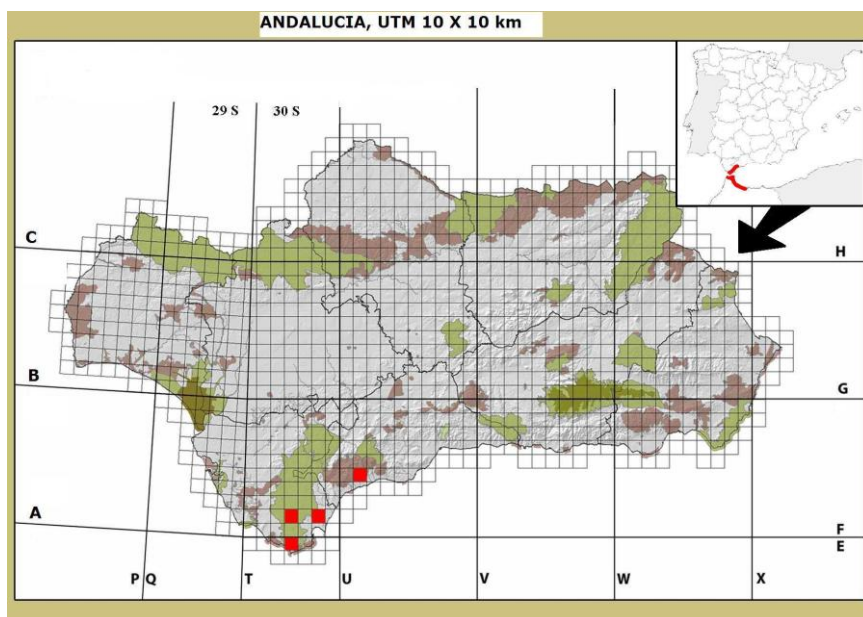 ANDALUCIA, UTM 10 X 10 km
29 S 30 S
C H
B G
A F
E
P Q T U V W X